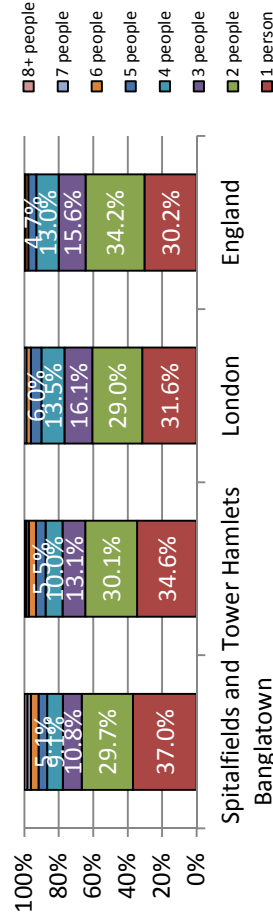 100%
80%
60%
40%
20%
0%
5.1%
9.1%
10.8%
29.7%
37.0%
5.5%
10.0%
13.1%
30.1%
34.6%
6.0%
13.5%
16.1%
29.0%
31.6%
4.7%
13.0%
15.6%
34.2%
30.2%
Spitalfields and
Banglatown
Tower Hamlets
London
England
8+ people
7 people
6 people
5 people
4 people
3 people
2 people
1 person